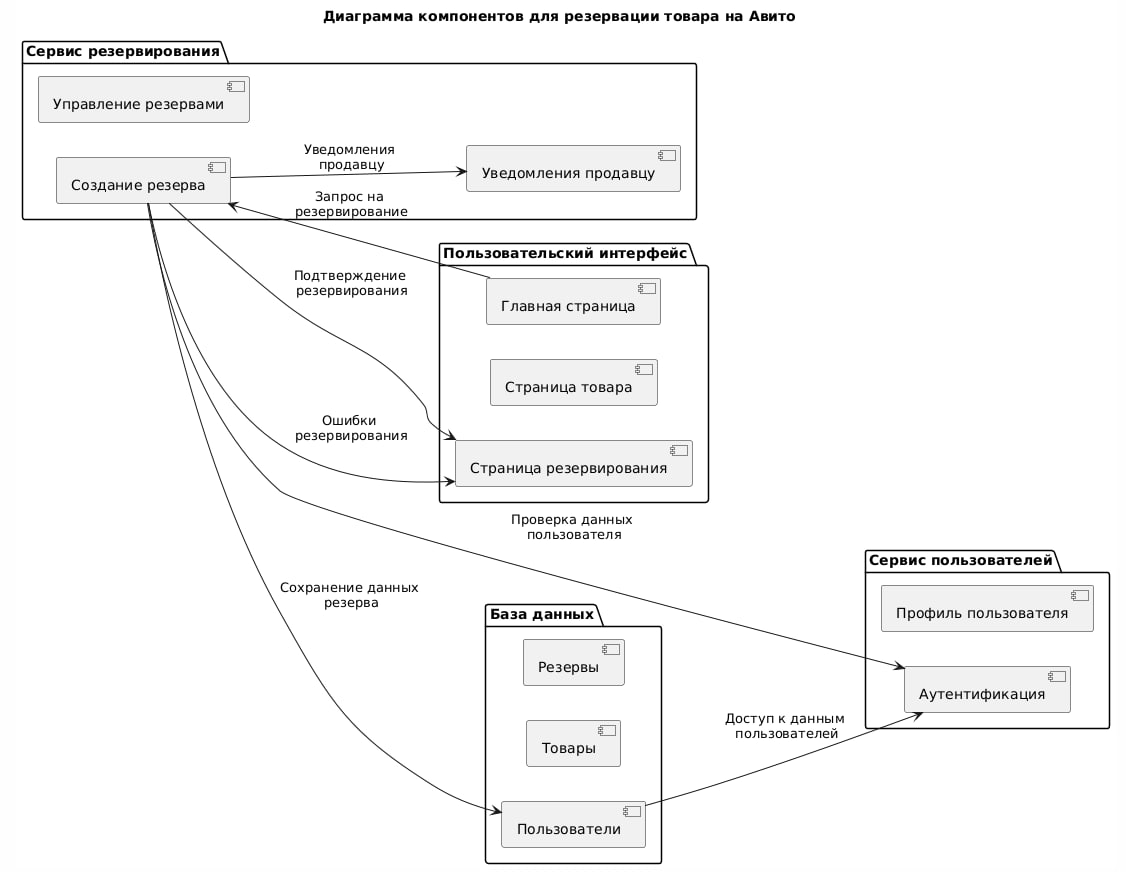 Диаграмма компонентов для резервации товара на Авито
Сервис резервирования
Управление резервами
Создание резерва
Уведомления
продавцу
Уведомления продавцу
Запрос на
резервирование
Пользовательский интерфейс
Главная страница
Подтверждение
резервирования
Страница товара
Ошибки
резервирования
Страница резервирования
Проверка данных
пользователя
Сервис пользователей
Профиль пользователя
Аутентификация
Сохранение данных
резерва
База данных
Резервы
Товары
Пользователи
Доступ к данным
пользователей